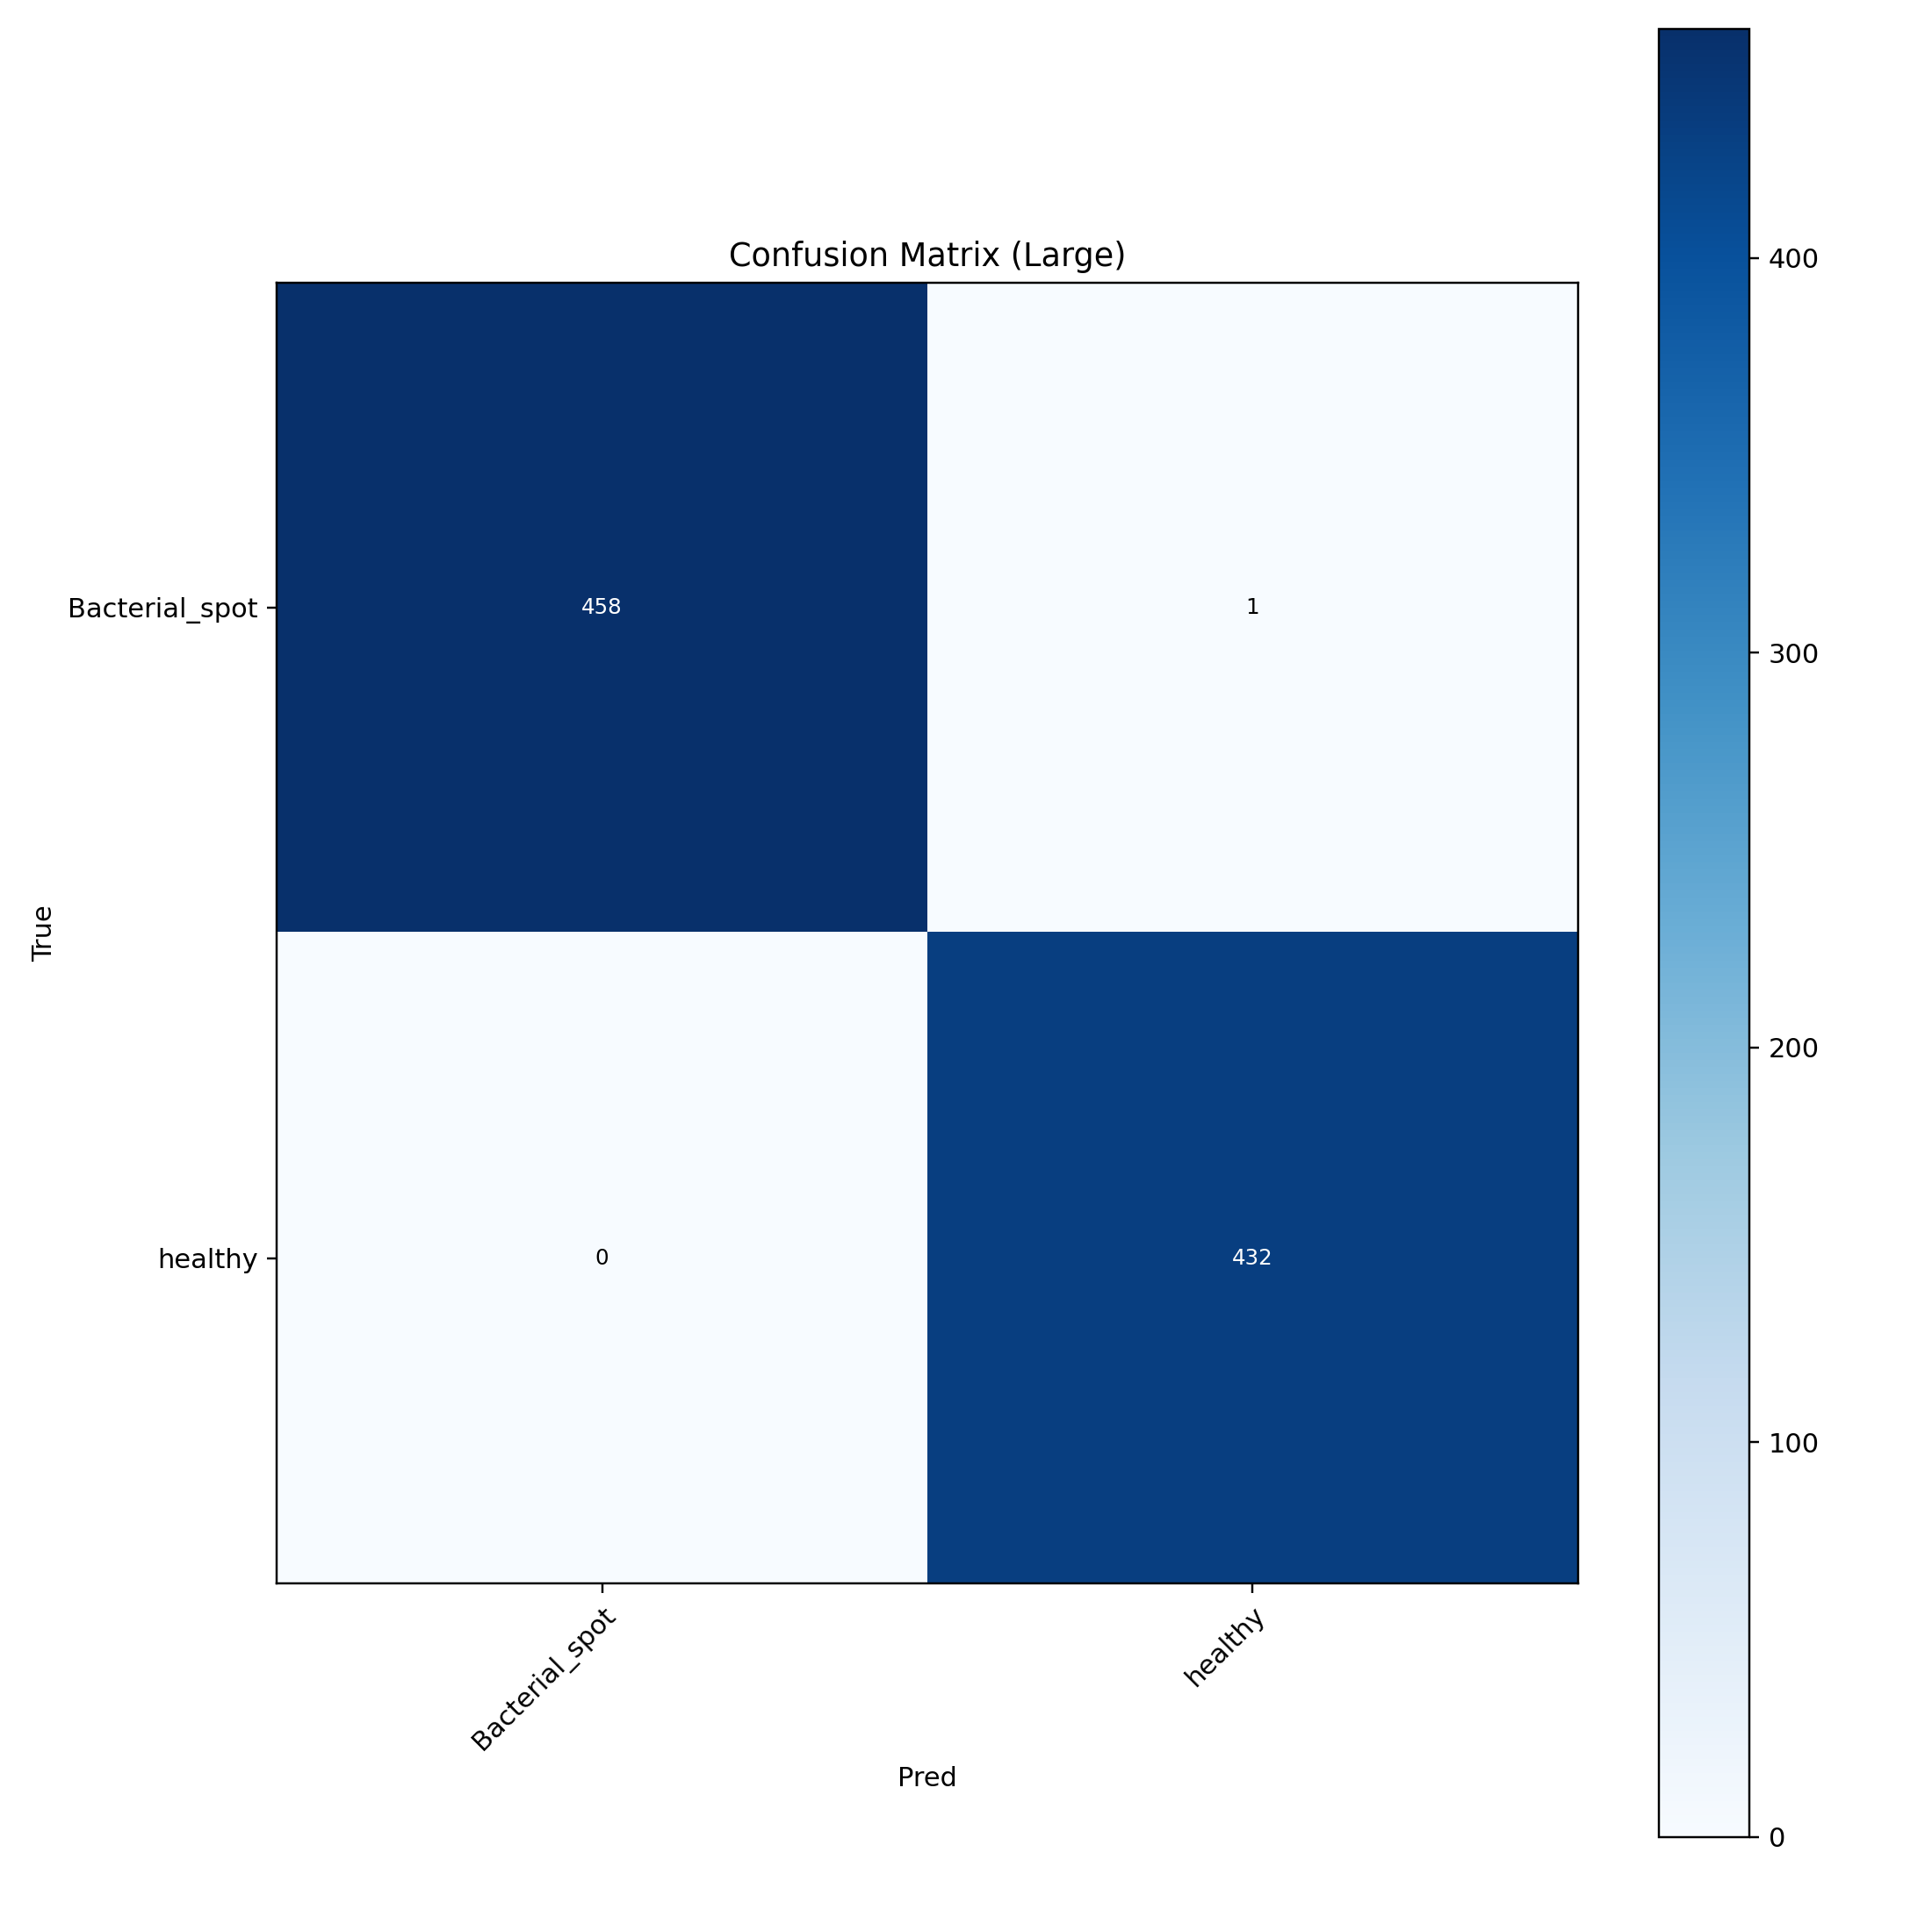 Confusion Matrix (Large)
400
300
200
100
0
True
Bacterial_spot
healthy
458
1
0
432
Bacterial_spot
healthy
Pred